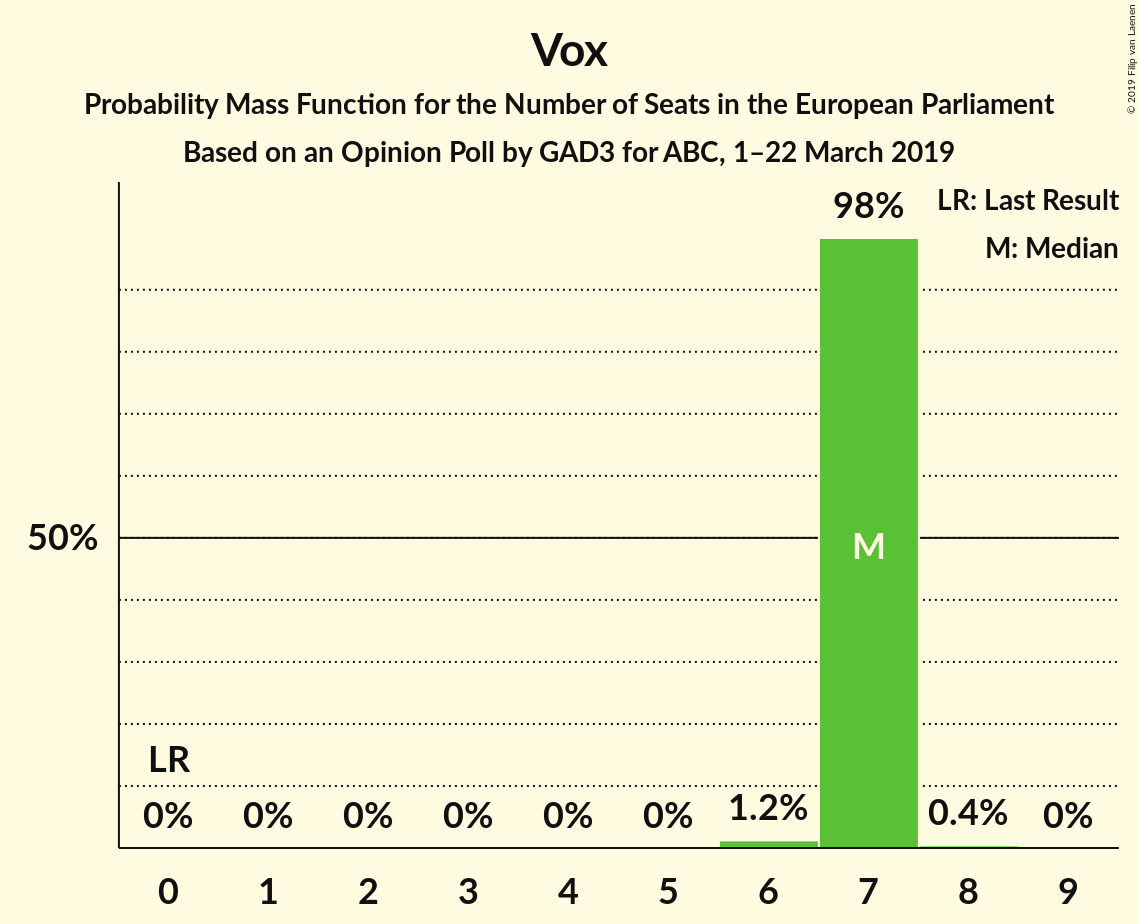 Vox
Probability Mass Function for the Number of Seats in the European Parliament
Based on an Opinion Poll by GAD3 for ABC, 1–22 March 2019
© 2019 Filip van Laenen
LR: Last Result
M: Median
98%
50%
M
LR
0% 0% 0% 0% 0% 0% 1.2% 0.4% 0%
0 1 2 3 4 5 6 7 8 9